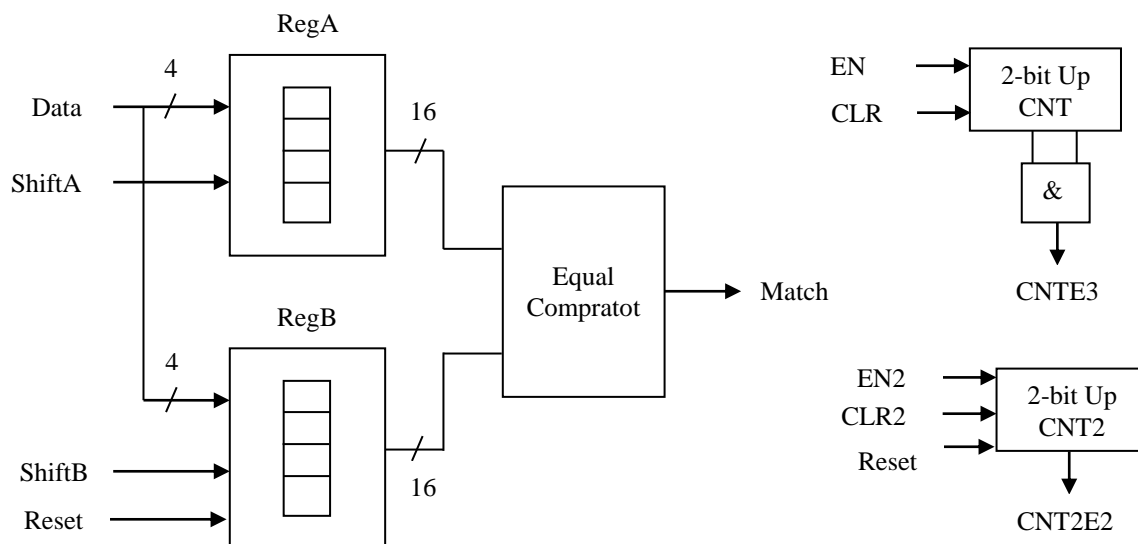 RegA
4
Data
16
ShiftA
RegB
4
ShiftB
Reset
16
Equal
Compratot
Match
EN
CLR
2-bit Up
CNT
&
CNTE3
EN2
CLR2
Reset
2-bit Up
CNT2
CNT2E2